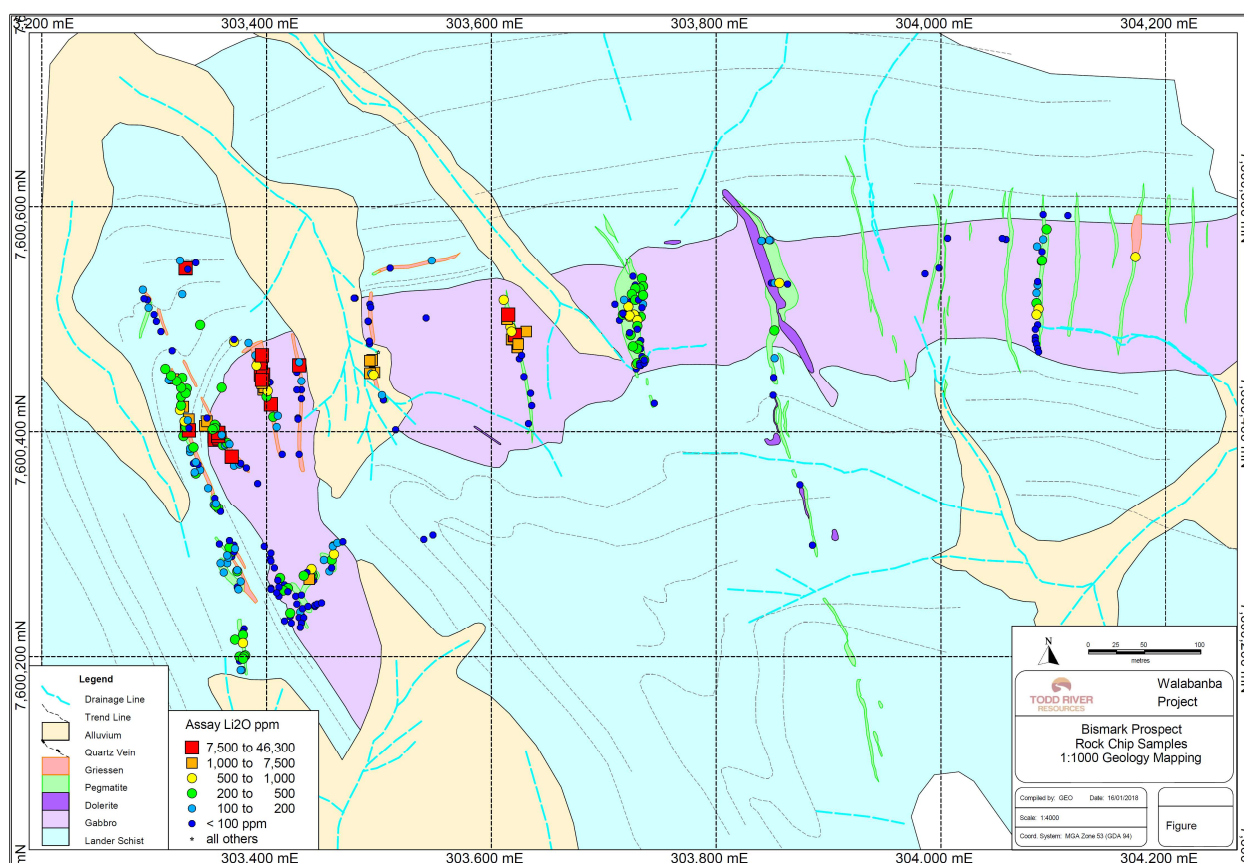 303,200 mE 303,400 mE 303,600 mE 303,800 mE 304,000 mE 304,200 mE
7,600,600 mN
7,600,400 mN
7,600,200 mN
303,400 mE 303,600 mE 303,800 mE
Legend
Drainage Line
Trend Line
Alluvium
Quartz Vein
Griessen
Pegmatite
Dolerite
Gabbro
Lander Schist
Assay Li2O ppm
7,500 to 46,300
1,000 to 7,500
500 to 1,000
200 to 500
100 to 200
< 100 ppm
* all others
N
0 25 50 100
metres
TODD RIVER
RESOURCES
Walabanba
Project
Bismark Prospect
Rock Chip Samples
1:1000 Geology Mapping
Compiled by: GEO Date: 16/01/2018
Scale: 1:4000
Coord. System: MGA Zone 53 (GDA 94)
Figure
304,000 mE 304,200 mE